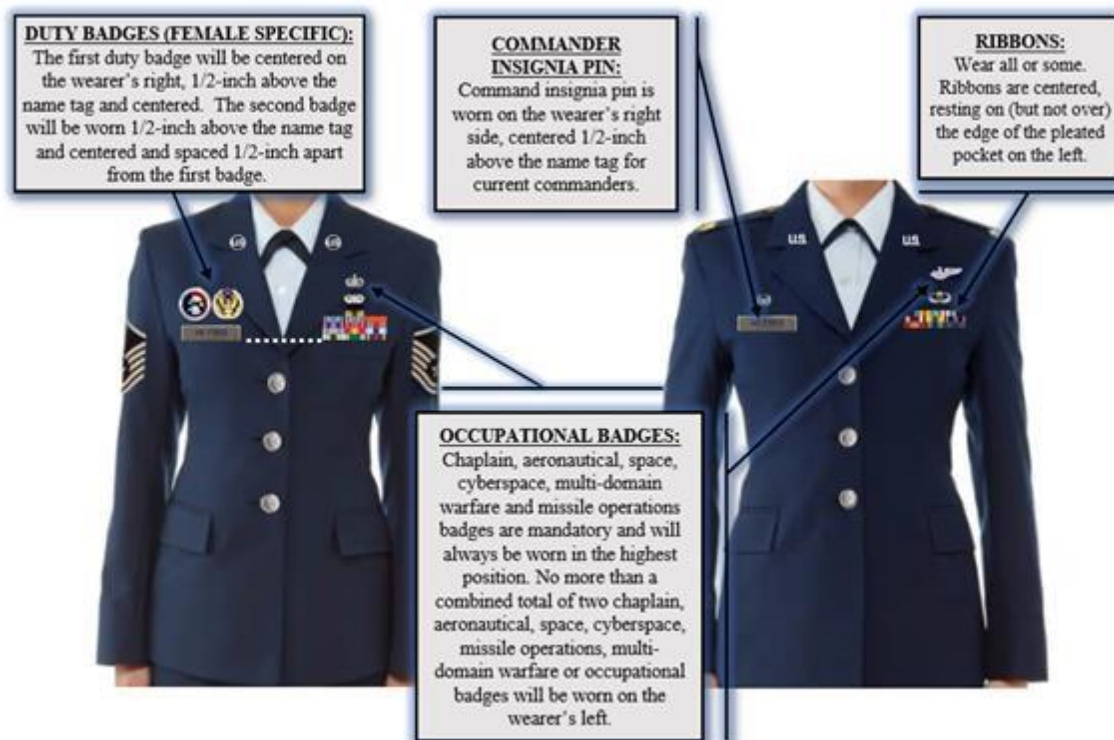 DUTY BADGES (FEMALE SPECIFIC):
The first duty badge will be centered on
the wearer's right, 1/2-inch above the
name tag and centered. The second badge
will be worn 1/2-inch above the name tag
and centered and spaced 1/2-inch apart
from the first badge.
COMMANDER
INSIGNIA PIN:
Command insignia pin is
worn on the wearer's right
side, centered 1/2-inch
above the name tag for
current commanders.
RIBBONS:
Wear all or some.
Ribbons are centered,
resting on (but not over)
the edge of the pleated
pocket on the left.
U.S.
U.S.
OCCUPATIONAL BADGES:
Chaplain, aeronautical, space,
cyberspace, multi-domain
warfare and missile operations
badges are mandatory and will
always be worn in the highest
position. No more than a
combined total of two chaplain,
aeronautical, space, cyberspace,
missile operations, multi-
domain warfare or occupational
badges will be worn on the
wearer's left.